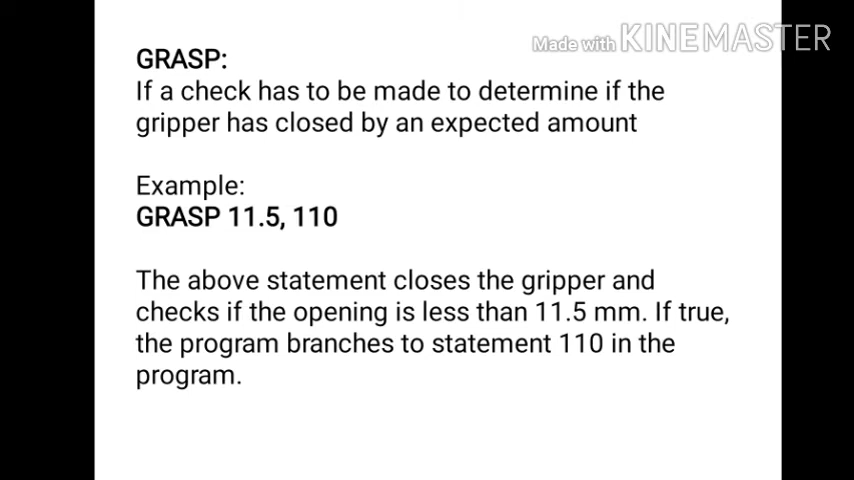 Made with KINEMASTER
GRASP:
If a check has to be made to determine if the
gripper has closed by an expected amount
Example:
GRASP 11.5, 110
The above statement closes the gripper and
checks if the opening is less than 11.5 mm. If true,
the program branches to statement 110 in the
program.